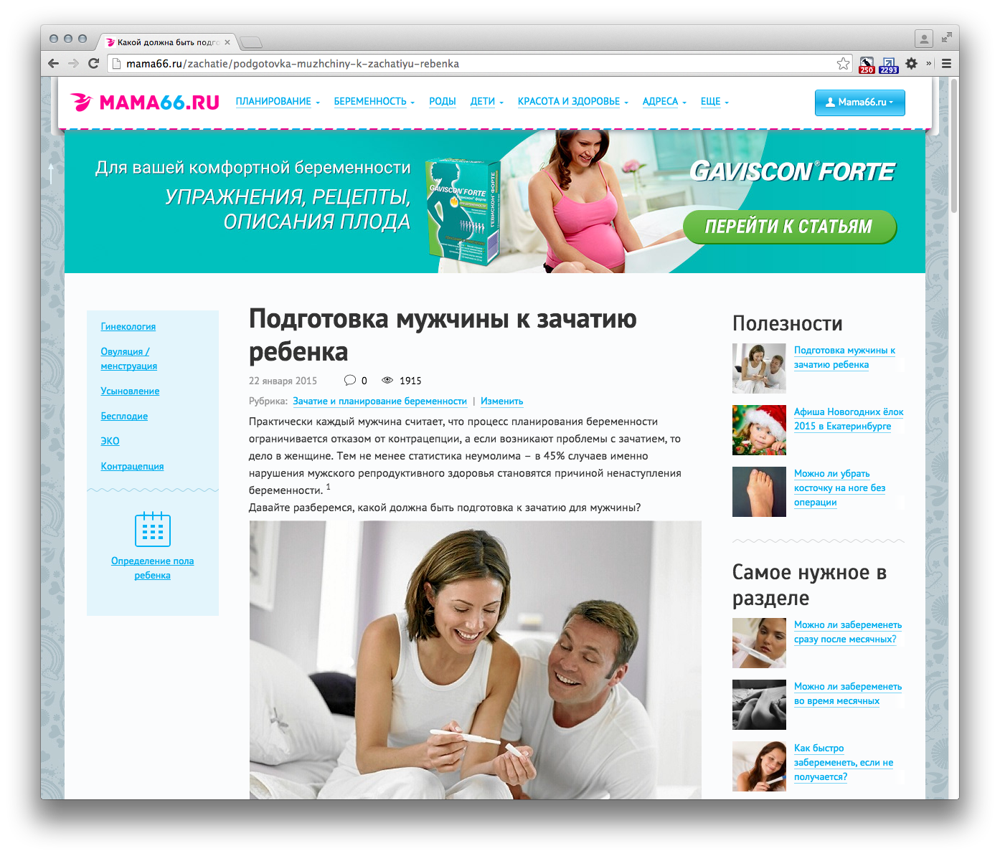 Какой должна быть подго
mama66.ru/zachatie/podgotovka-muzhchiny-k-zachatiyu-rebenka
250
2293
»
MAMA66.RU
ПЛАНИРОВАНИЕ
БЕРЕМЕННОСТЬ
РОДЫ
ДЕТИ
КРАСОТА И ЗДОРОВЬЕ
АДРЕСА
ЕЩЕ
Mama66.ru
Для вашей комфортной беременности
УПРАЖНЕНИЯ, РЕЦЕПТЫ,
ОПИСАНИЯ ПЛОДА
GAVISCON FORTE
ГЕВИСКОН® ФОРТЕ
GAVISCON® FORTE
ПЕРЕЙТИ К СТАТЬЯМ
Гинекология
Овуляция /
менструация
Усыновление
Бесплодие
ЭКО
Контрацепция
Определение пола
ребенка
Подготовка мужчины к зачатию
ребенка
22 января 2015 0 1915
Рубрика: Зачатие и планирование беременности | Изменить
Практически каждый мужчина считает, что процесс планирования беременности
ограничивается отказом от контрацепции, а если возникают проблемы с зачатием, то
дело в женщине. Тем не менее статистика неумолима – в 45% случаев именно
нарушения мужского репродуктивного здоровья становятся причиной ненаступления
беременности. 1
Давайте разберемся, какой должна быть подготовка к зачатию для мужчины?
Полезности
Подготовка мужчины к
зачатию ребенка
Афиша Новогодних ёлок
2015 в Екатеринбурге
Можно ли убрать
косточку на ноге без
операции
Самое нужное в
разделе
Можно ли забеременеть
сразу после месячных?
Можно ли забеременеть
во время месячных
Как быстро
забеременеть, если не
получается?